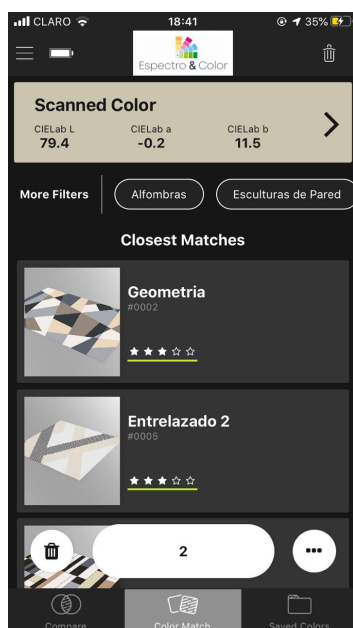 CLARO 18:41 35%
Espectro & Color
Scanned Color
CIELab L CIELab a CIELab b
79.4 -0.2 11.5
More Filters Alfombras Esculturas de Pared
Closest Matches
Geometria
#0002
Entrelazado 2
#0005
2
Compare Color Match Saved Colors